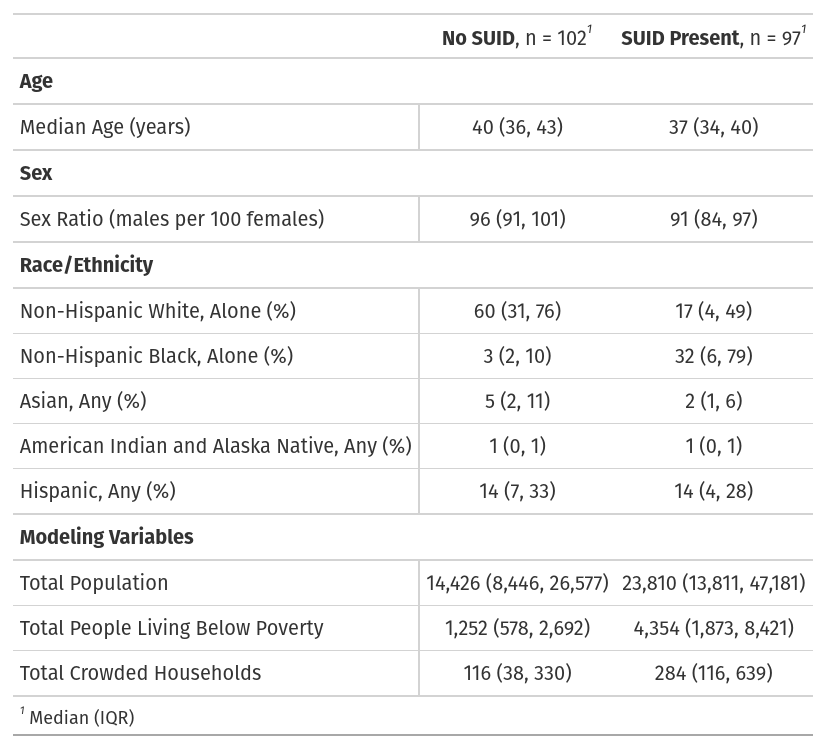 No SUID, n = 102¹ SUID Present, n = 97¹
Age
Median Age (years) 40 (36, 43) 37 (34, 40)
Sex
Sex Ratio (males per 100 females) 96 (91, 101) 91 (84, 97)
Race/Ethnicity
Non-Hispanic White, Alone (%) 60 (31, 76) 17 (4, 49)
Non-Hispanic Black, Alone (%) 3 (2, 10) 32 (6, 79)
Asian, Any (%) 5 (2, 11) 2 (1, 6)
American Indian and Alaska Native, Any (%) 1 (0, 1) 1 (0, 1)
Hispanic, Any (%) 14 (7, 33) 14 (4, 28)
Modeling Variables
Total Population 14,426 (8,446, 26,577) 23,810 (13,811, 47,181)
Total People Living Below Poverty 1,252 (578, 2,692) 4,354 (1,873, 8,421)
Total Crowded Households 116 (38, 330) 284 (116, 639)
¹ Median (IQR)